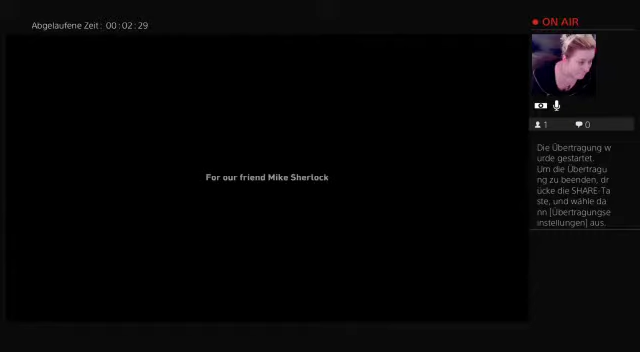 Abgelaufene Zeit: 00:02:29
ON AIR
1 0
For our friend Mike Sherlock
Die Übertragung w
urde gestartet.
Um die Übertragu
ng zu beenden, dr
ücke die SHARE-Ta
ste, und wähle da
nn [Übertragungse
instellungen] aus.